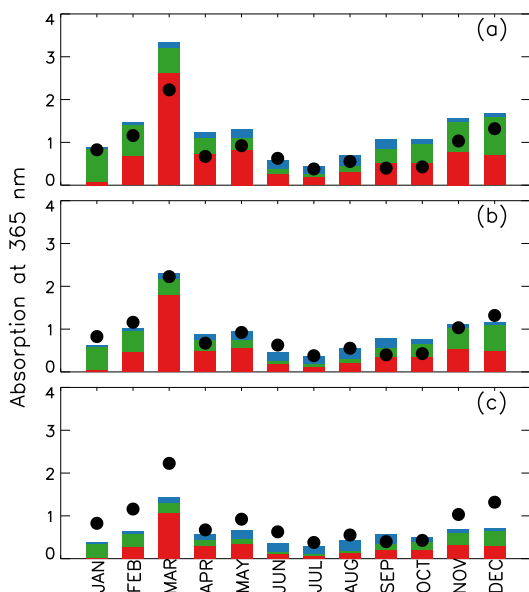 4
3
2
1
0
(a)
4
3
2
1
0
(b)
4
3
2
1
0
(c)
Absorption at 365 nm
JAN
FEB
MAR
APR
MAY
JUN
JUL
AUG
SEP
OCT
NOV
DEC